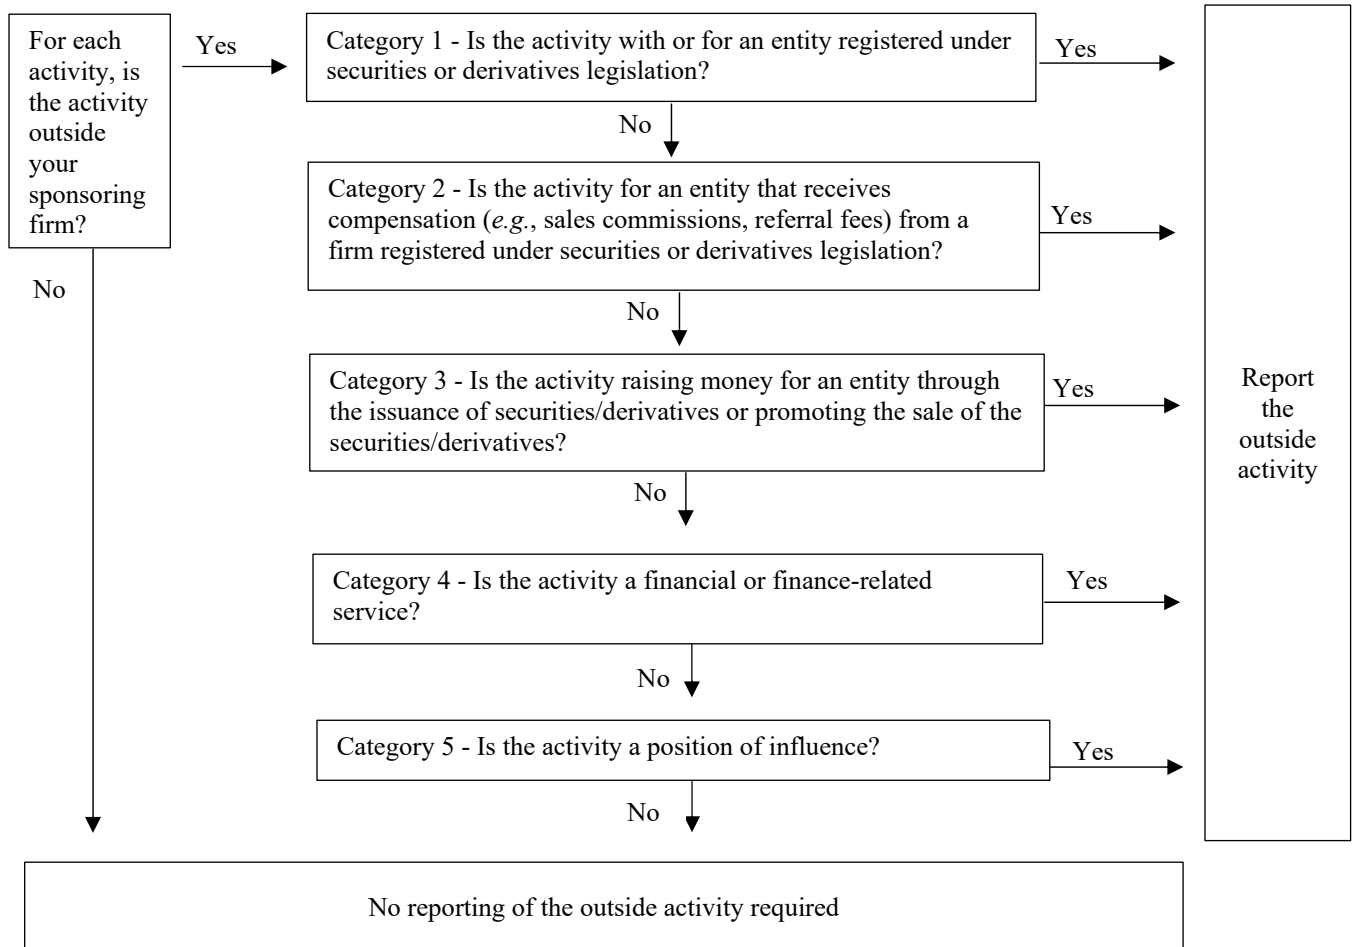 For each
activity, is
the activity
outside
your
sponsoring
firm?
Yes
No
Category 1 - Is the activity with or for an entity registered under
securities or derivatives legislation?
Yes
No
Category 2 - Is the activity for an entity that receives
compensation (e.g., sales commissions, referral fees) from a
firm registered under securities or derivatives legislation?
Yes
No
Category 3 - Is the activity raising money for an entity through
the issuance of securities/derivatives or promoting the sale of the
securities/derivatives?
Yes
No
Category 4 - Is the activity a financial or finance-related
service?
Yes
No
Category 5 - Is the activity a position of influence?
Yes
No
Report
the
outside
activity
No reporting of the outside activity required